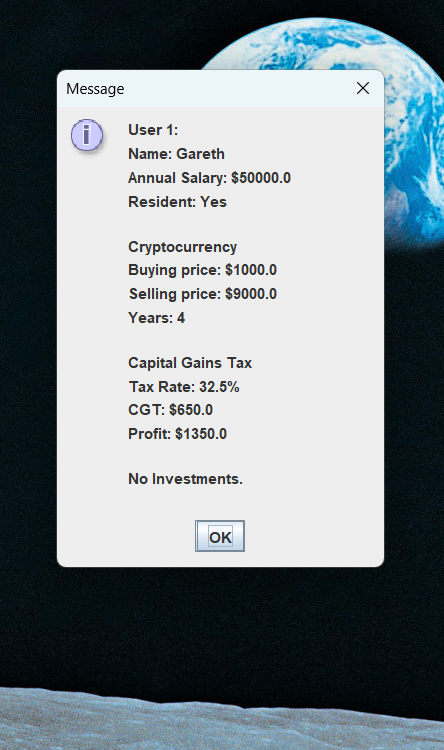 Message
User 1:
Name: Gareth
Annual Salary: $50000.0
Resident: Yes
Cryptocurrency
Buying price: $1000.0
Selling price: $9000.0
Years: 4
Capital Gains Tax
Tax Rate: 32.5%
CGT: $650.0
Profit: $1350.0
No Investments.
OK